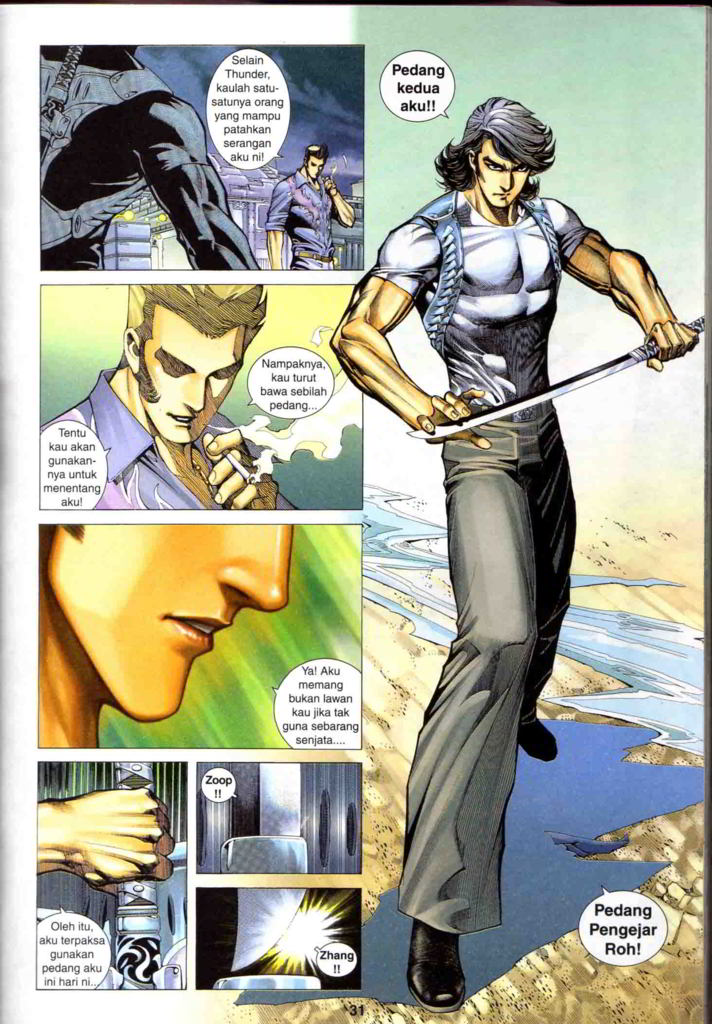 Selain
Thunder,
kaulah satu-
satunya orang
yang mampu
patahkan
serangan
aku ni!
Nampaknya,
kau turut
bawa sebilah
pedang...
Tentu
kau akan
gunakan-
nya untuk
menentang
aku!
Ya! Aku
memang
bukan lawan
kau jika tak
guna sebarang
senjata....
Oleh itu,
aku terpaksa
gunakan
pedang aku
ini hari ni...
Zoop
!!
Zhang
!!
Pedang
kedua
aku!!
Pedang
Pengejar
Roh!
31